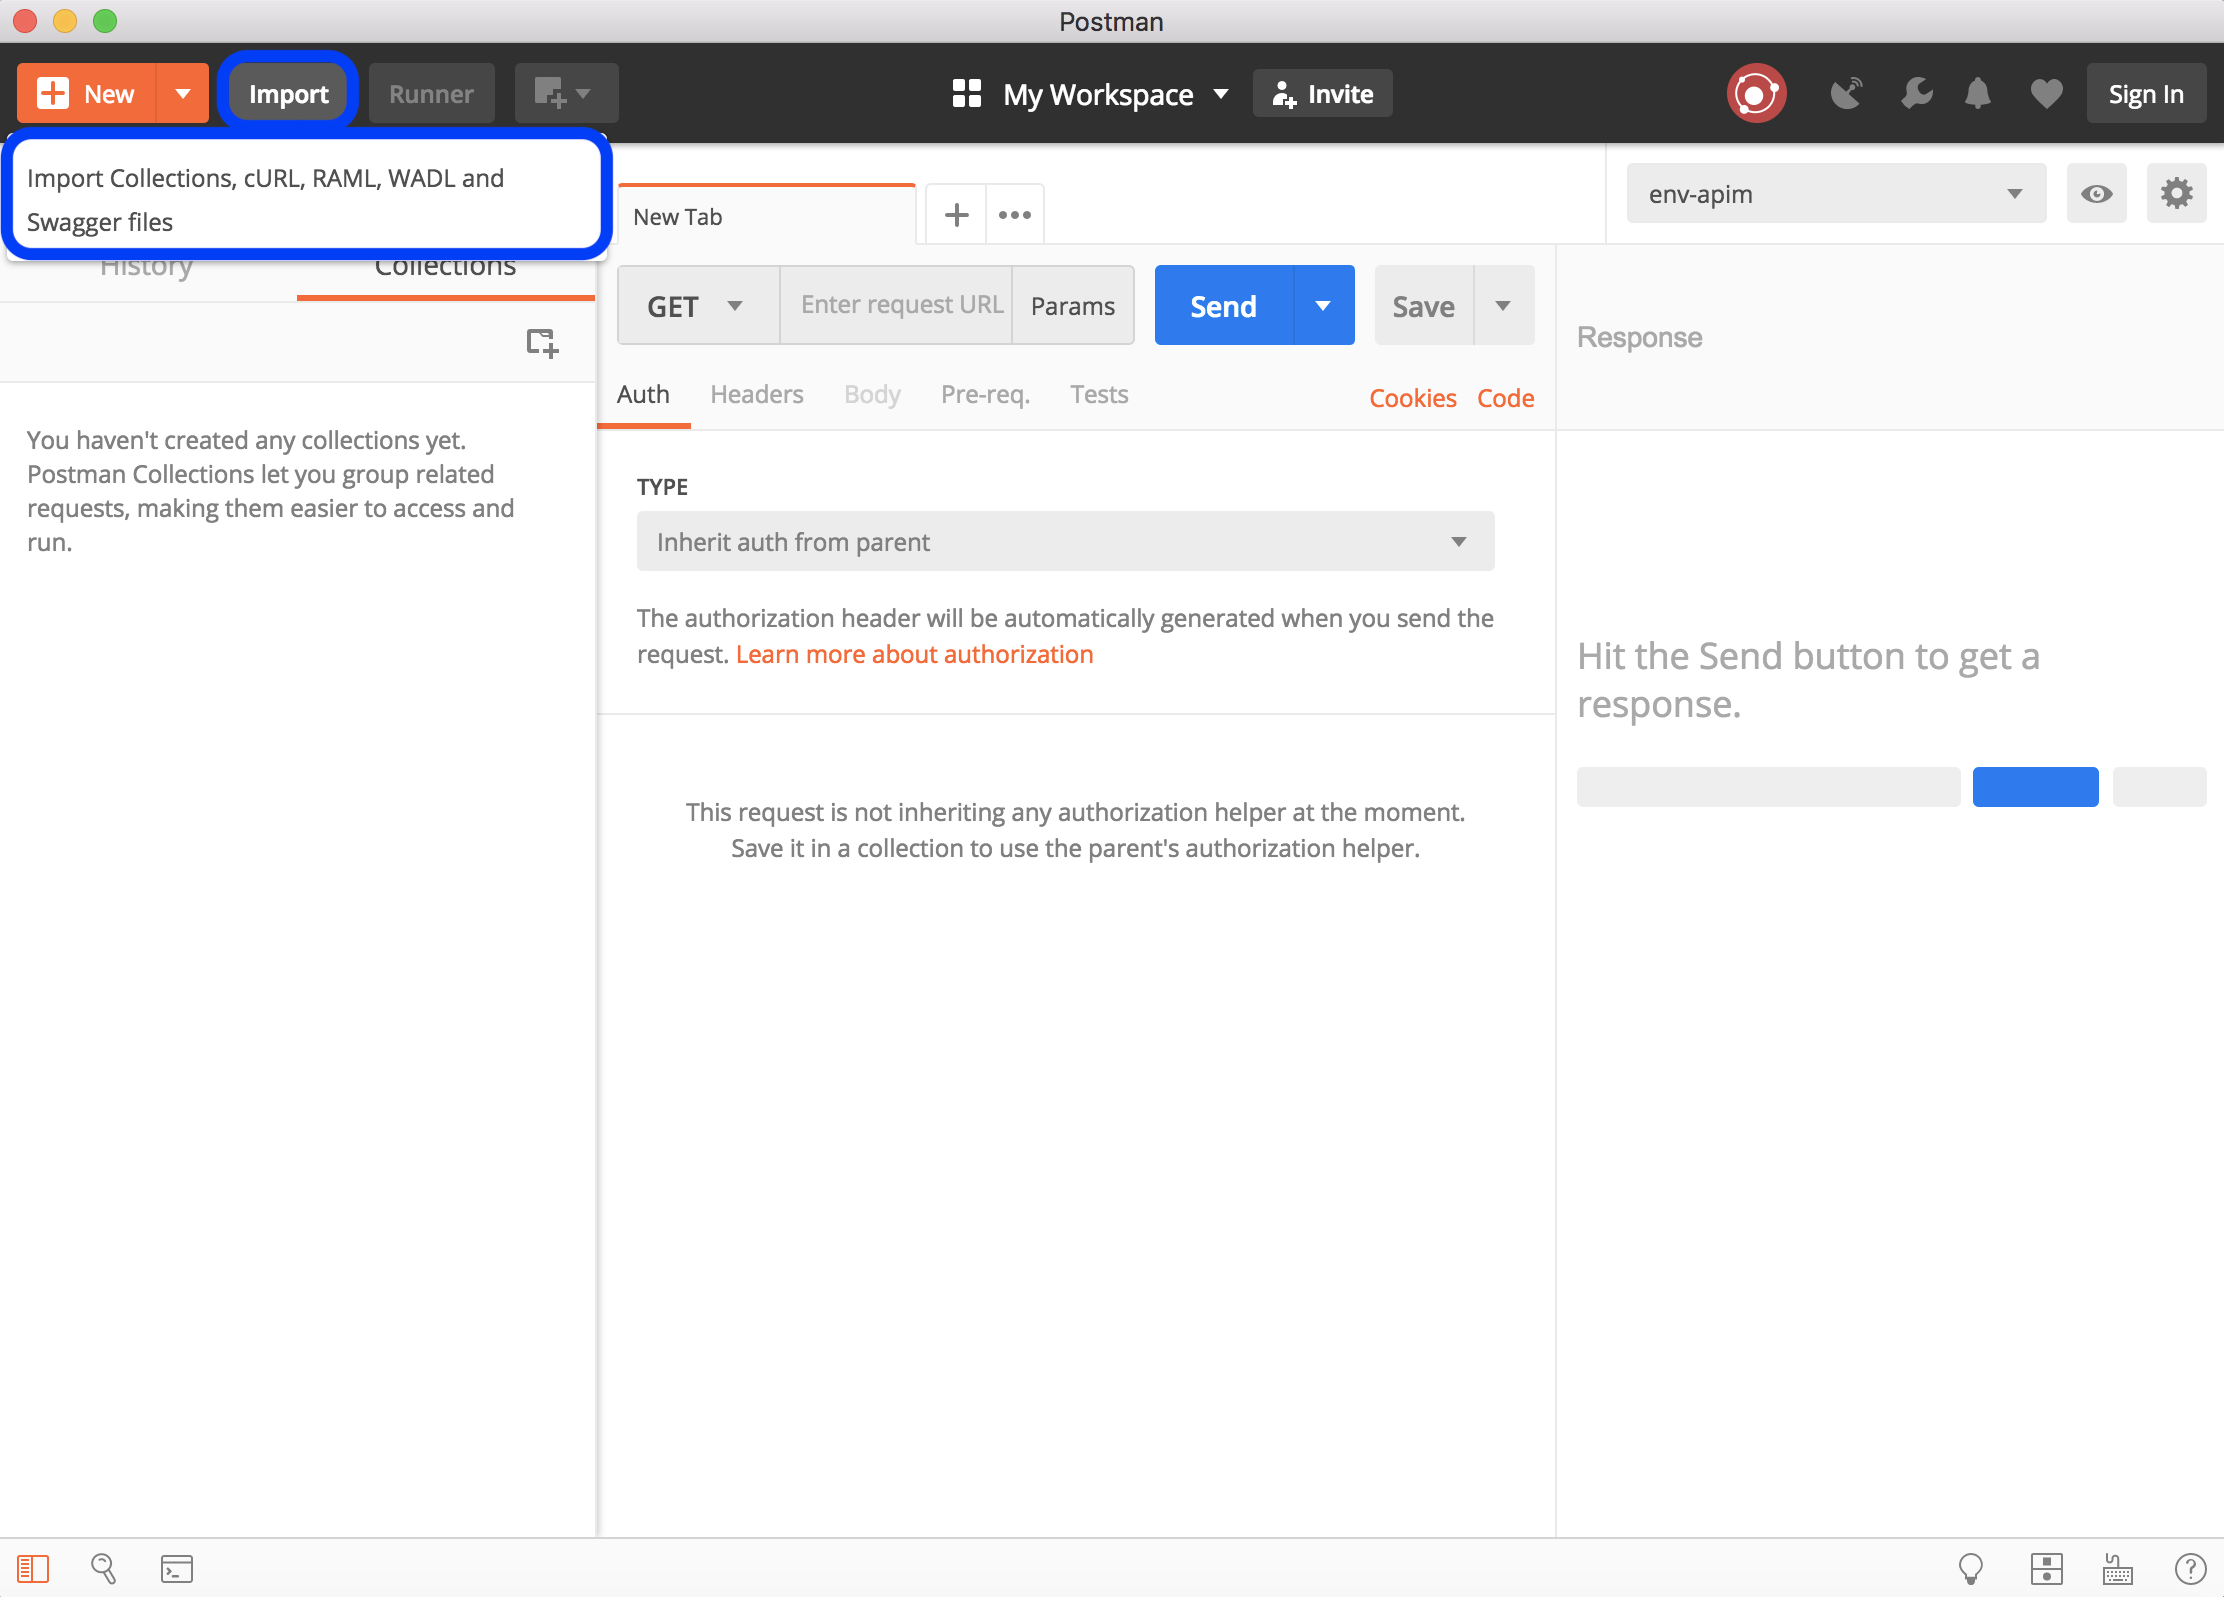 Postman
New
Import
Runner
My Workspace
Invite
Sign In
Import Collections, cURL, RAML, WADL and
Swagger files
History
Collections
New Tab
env-apim
GET
Enter request URL
Params
Send
Save
Response
Auth
Headers
Body
Pre-req.
Tests
Cookies
Code
You haven't created any collections yet.
Postman Collections let you group related
requests, making them easier to access and
run.
TYPE
Inherit auth from parent
The authorization header will be automatically generated when you send the
request. Learn more about authorization
This request is not inheriting any authorization helper at the moment.
Save it in a collection to use the parent's authorization helper.
Hit the Send button to get a
response.